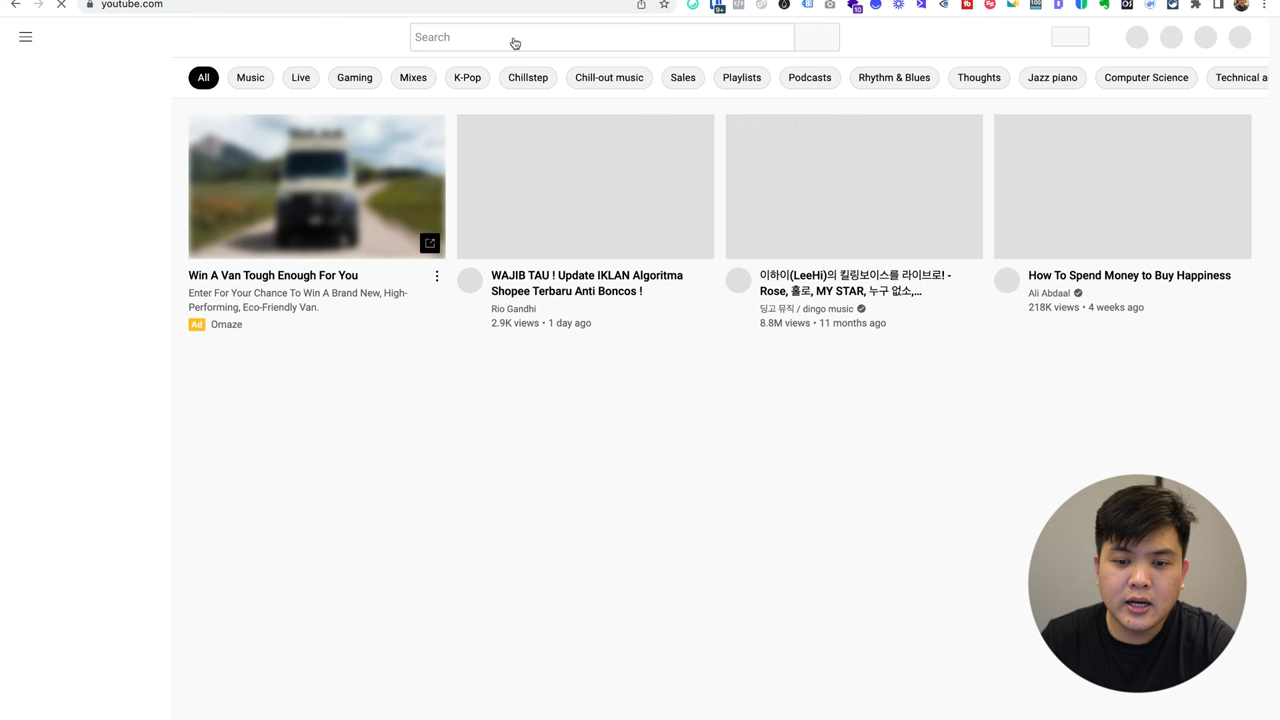 youtube.com
9+
10
100
Search
All
Music
Live
Gaming
Mixes
K-Pop
Chillstep
Chill-out music
Sales
Playlists
Podcasts
Rhythm & Blues
Thoughts
Jazz piano
Computer Science
Technical a
Win A Van Tough Enough For You
Enter For Your Chance To Win A Brand New, High-
Performing, Eco-Friendly Van.
Ad Omaze
WAJIB TAU ! Update IKLAN Algoritma
Shopee Terbaru Anti Boncos !
Rio Gandhi
2.9K views • 1 day ago
이하이(LeeHi)의 킬링보이스를 라이브로! -
Rose, 홀로, MY STAR, 누구 없소,...
딩고 뮤직 / dingo music
8.8M views • 11 months ago
How To Spend Money to Buy Happiness
Ali Abdaal
218K views • 4 weeks ago